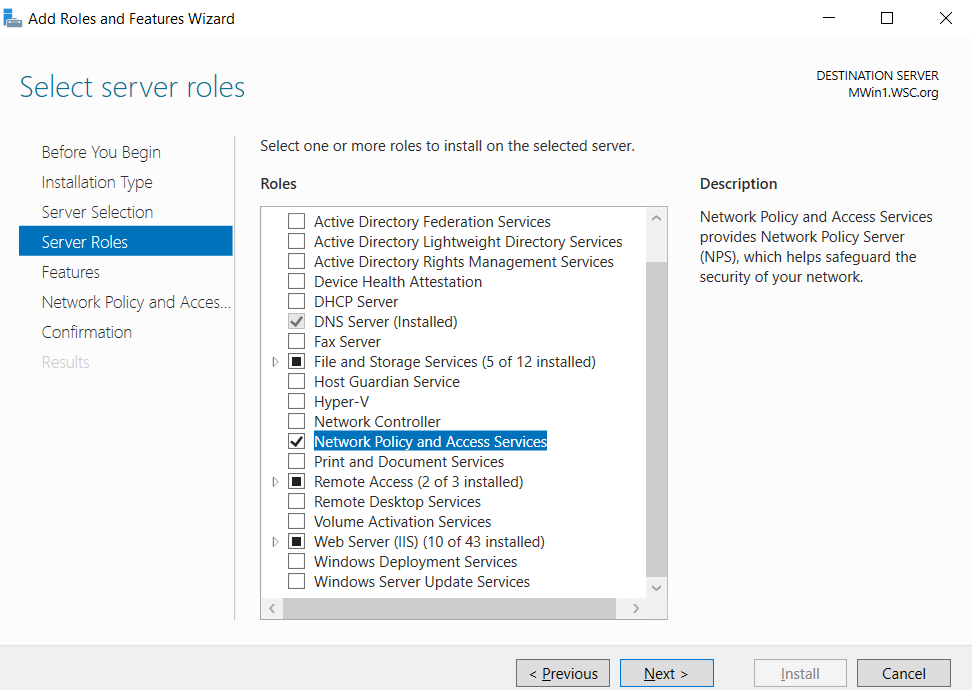 Add Roles and Features Wizard
Select server roles
DESTINATION SERVER
MWin1.WSC.org
Before You Begin
Installation Type
Server Selection
Server Roles
Features
Network Policy and Acces...
Confirmation
Results
Select one or more roles to install on the selected server.
Roles
Active Directory Federation Services
Active Directory Lightweight Directory Services
Active Directory Rights Management Services
Device Health Attestation
DHCP Server
DNS Server (Installed)
Fax Server
File and Storage Services (5 of 12 installed)
Host Guardian Service
Hyper-V
Network Controller
Network Policy and Access Services
Print and Document Services
Remote Access (2 of 3 installed)
Remote Desktop Services
Volume Activation Services
Web Server (IIS) (10 of 43 installed)
Windows Deployment Services
Windows Server Update Services
Description
Network Policy and Access Services
provides Network Policy Server
(NPS), which helps safeguard the
security of your network.
< Previous
Next >
Install
Cancel